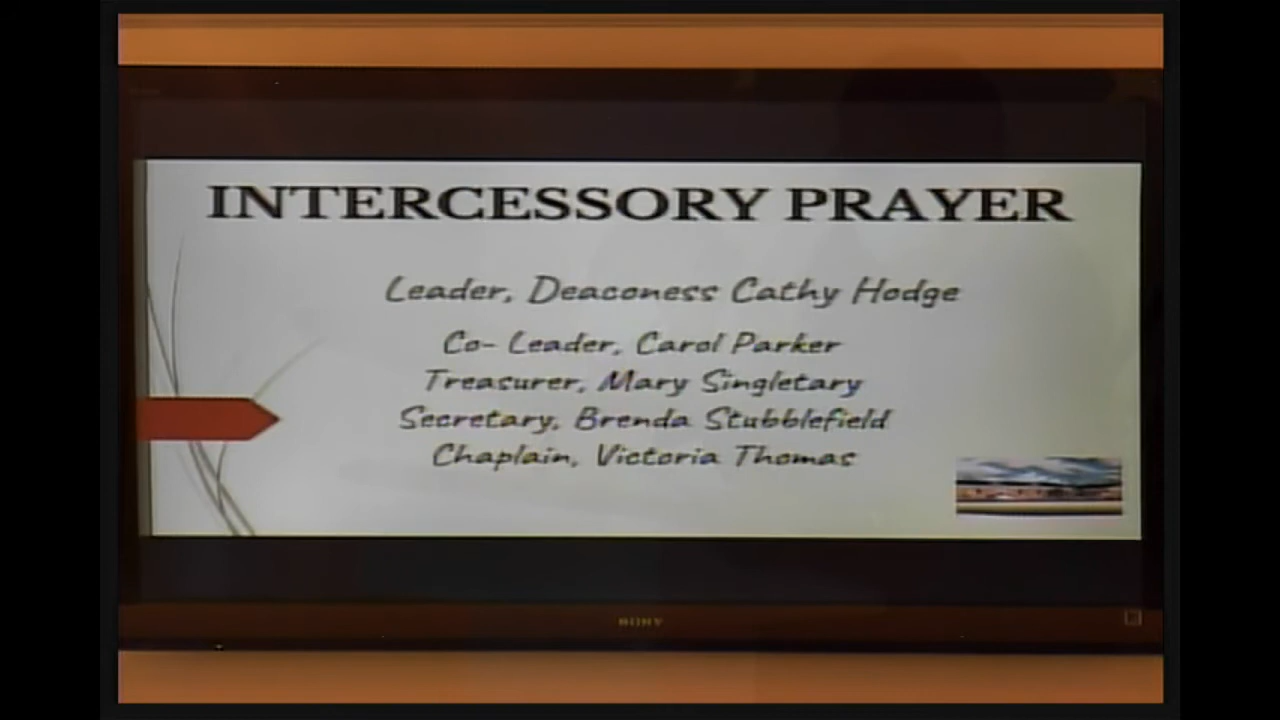 INTERCESSORY PRAYER
Leader, Deaconess Cathy Hodge
Co- Leader, Carol Parker
Treasurer, Mary Singletary
Secretary, Brenda Stubblefield
Chaplain, Victoria Thomas
SONY